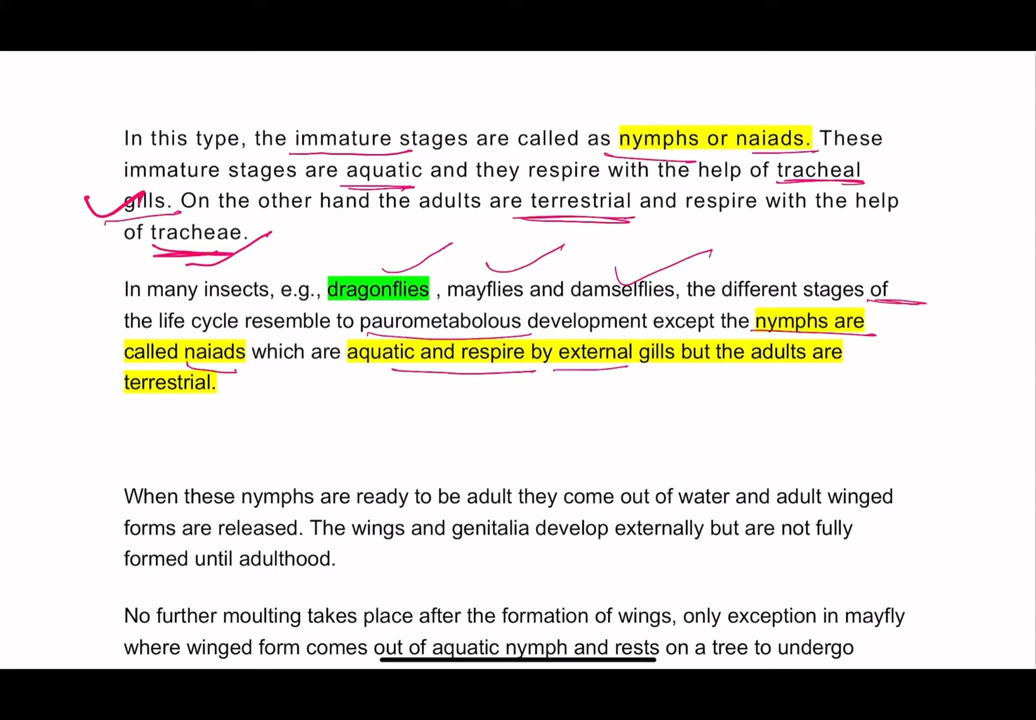 In this type, the immature stages are called as nymphs or naiads. These
immature stages are aquatic and they respire with the help of tracheal
gills. On the other hand the adults are terrestrial and respire with the help
of tracheae.
In many insects, e.g., dragonflies , mayflies and damselflies, the different stages of
the life cycle resemble to paurometabolous development except the nymphs are
called naiads which are aquatic and respire by external gills but the adults are
terrestrial.
When these nymphs are ready to be adult they come out of water and adult winged
forms are released. The wings and genitalia develop externally but are not fully
formed until adulthood.
No further moulting takes place after the formation of wings, only exception in mayfly
where winged form comes out of aquatic nymph and rests on a tree to undergo